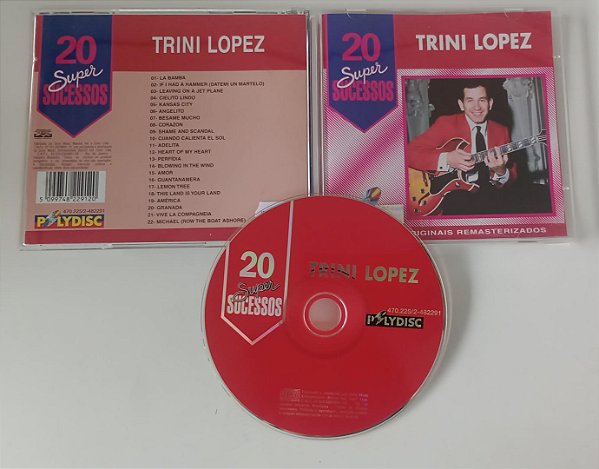 20
Super
SUCESSOS
TRINI LOPEZ
01- LA BAMBA
02- IF I HAD A HAMMER (DATEMI UN MARTELO)
03- LEAVING ON A JET PLANE
04- CIELITO LINDO
05- KANSAS CITY
06- ANGELITO
07- BESAME MUCHO
08- CORAZON
09- SHAME AND SCANDAL
10- CUANDO CALIENTA EL SOL
11- ADELITA
12- HEART OF MY HEART
13- PERFIDIA
14- BLOWING IN THE WIND
15- AMOR
16- GUANTANAMERA
17- LEMON TREE
18- THIS LAND IS YOUR LAND
19- AMÉRICA
20- GRANADA
21- VIVE LA COMPAGNEIA
22- MICHAEL (ROW THE BOAT ASHORE)
5 099748 229120
470.225/2-482291
POLYDISC
20
Super
SUCESSOS
TRINI LOPEZ
ORIGINAIS REMASTERIZADOS
20
Super
SUCESSOS
TRINI LOPEZ
470.225/2-482291
POLYDISC